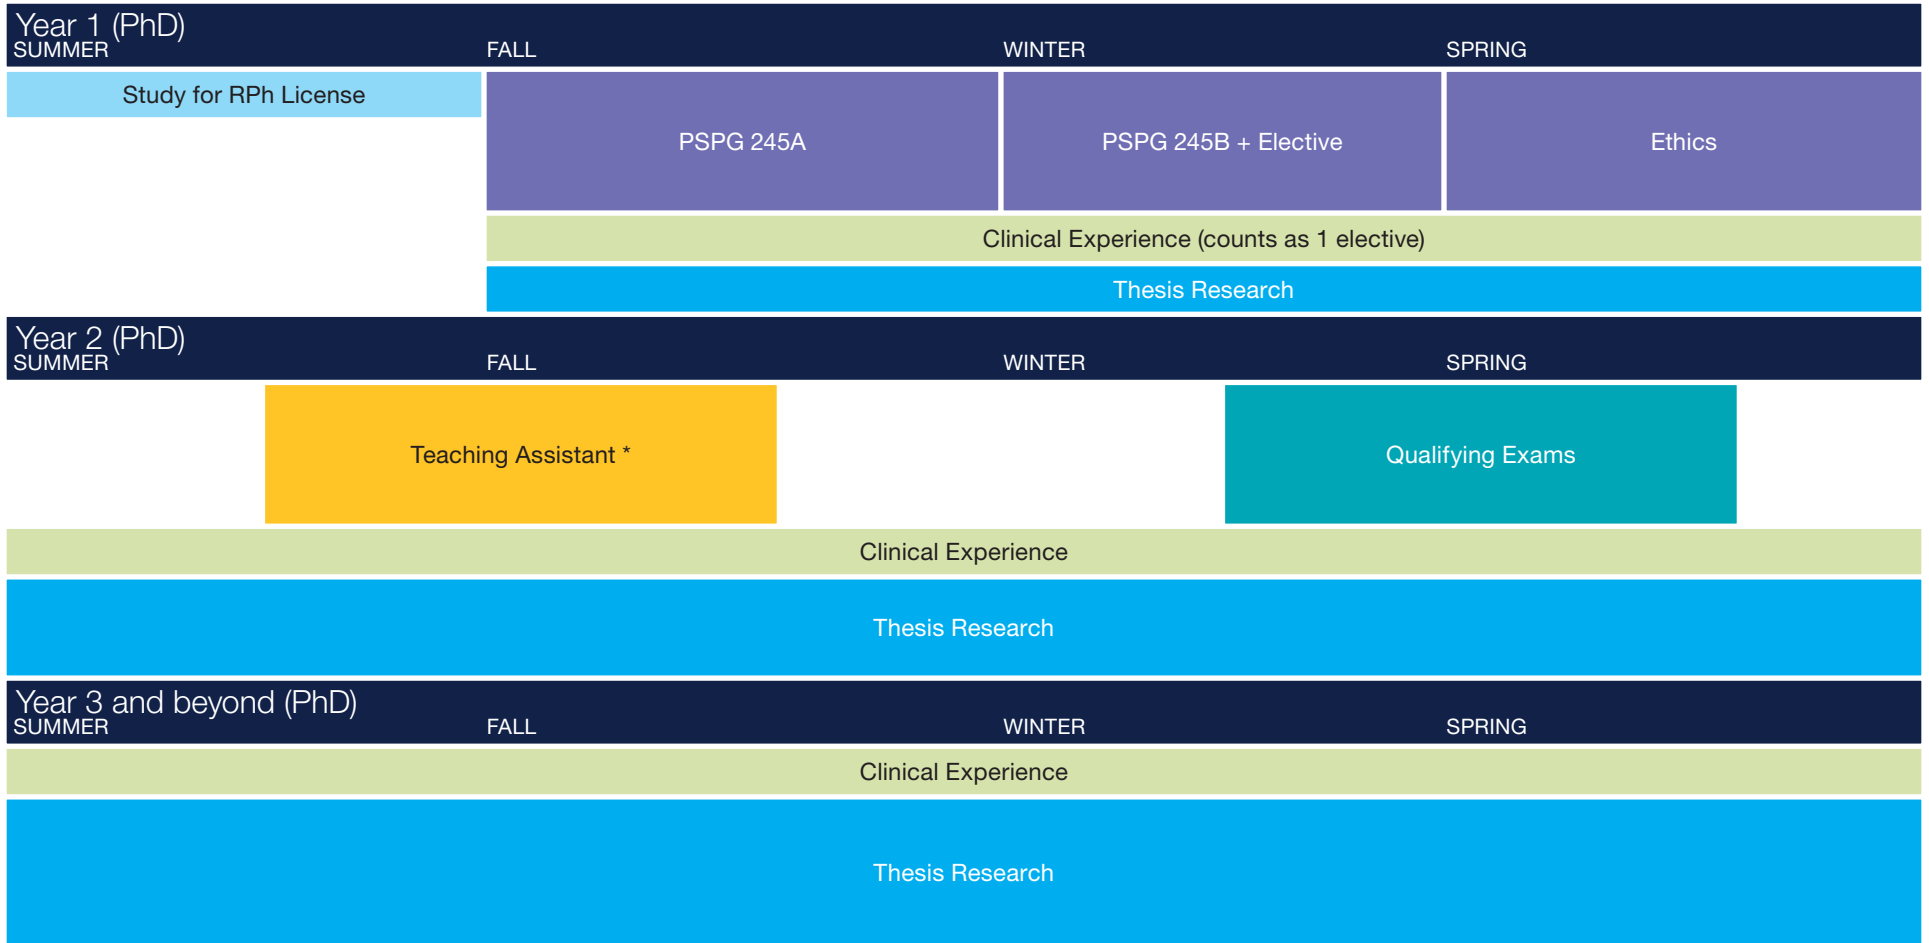 Year 1 (PhD)
SUMMER FALL WINTER SPRING
Study for RPh License
PSPG 245A PSPG 245B + Elective Ethics
Clinical Experience (counts as 1 elective)
Thesis Research
Year 2 (PhD)
SUMMER FALL WINTER SPRING
Teaching Assistant * Qualifying Exams
Clinical Experience
Thesis Research
Year 3 and beyond (PhD)
SUMMER FALL WINTER SPRING
Clinical Experience
Thesis Research